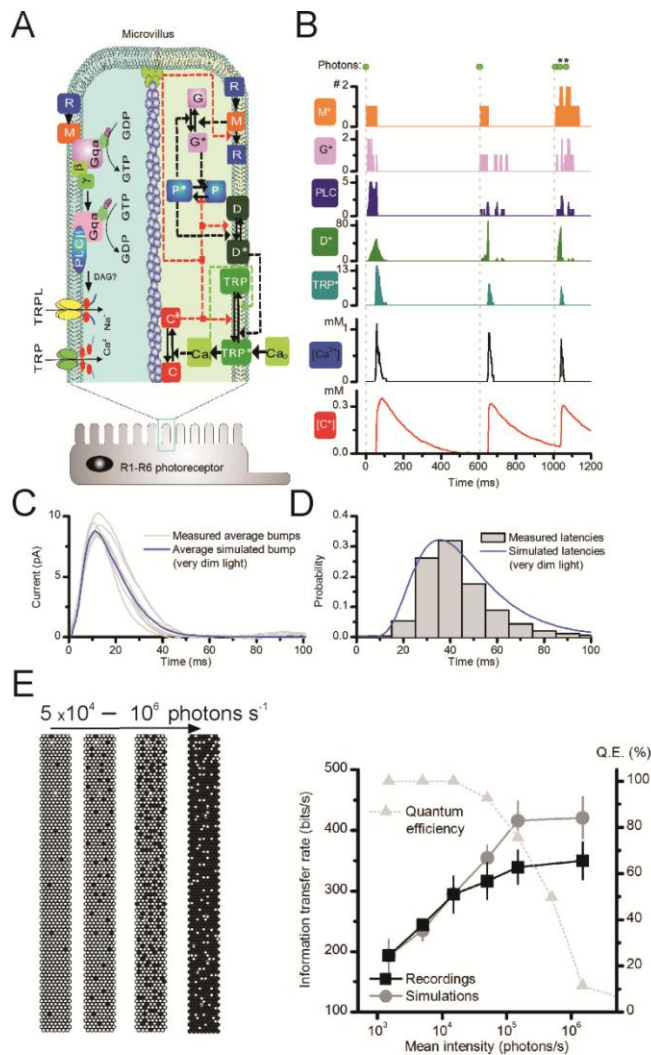 A
Microvillus
R
M
Gqa
β
γ
GDP
GTP
Gqa
PLCβ
GTP
GDP
DAG?
TRPL
Na⁺
TRP
Ca²⁺
G
G*
R
M
R
P*
P
D
D*
TRP
C*
C
Ca
TRP*
Ca₀
R1-R6 photoreceptor
B
Photons:
**
#2
M*
0
2
G*
0
5
PLC
0
80
D*
0
13
TRP*
0
mM
1
[Ca²⁺]
0
mM
0.3
[C*]
0.0
0 200 400 600 800 1000 1200
Time (ms)
C
10
5
0
Current (pA)
Measured average bumps
Average simulated bump
(very dim light)
0 20 40 60 80 100
Time (ms)
D
0.4
0.3
0.2
0.1
0.0
Probability
Measured latencies
Simulated latencies
(very dim light)
20 40 60 80 100
Time (ms)
E
5 x10⁴ – 10⁶ photons s⁻¹
Q.E. (%)
500
400
300
200
100
Information transfer rate (bits/s)
Quantum
efficiency
Recordings
Simulations
100
80
60
40
20
0
10³ 10⁴ 10⁵ 10⁶
Mean intensity (photons/s)